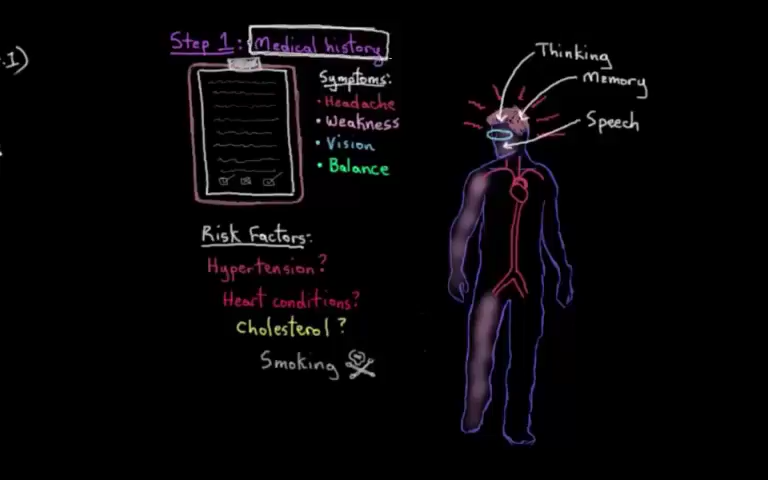 :I)
Step 1: Medical history
Symptoms:
• Headache
• Weakness
• Vision
• Balance
Risk Factors:
Hypertension?
Heart conditions?
Cholesterol?
Smoking
Thinking
Memory
Speech